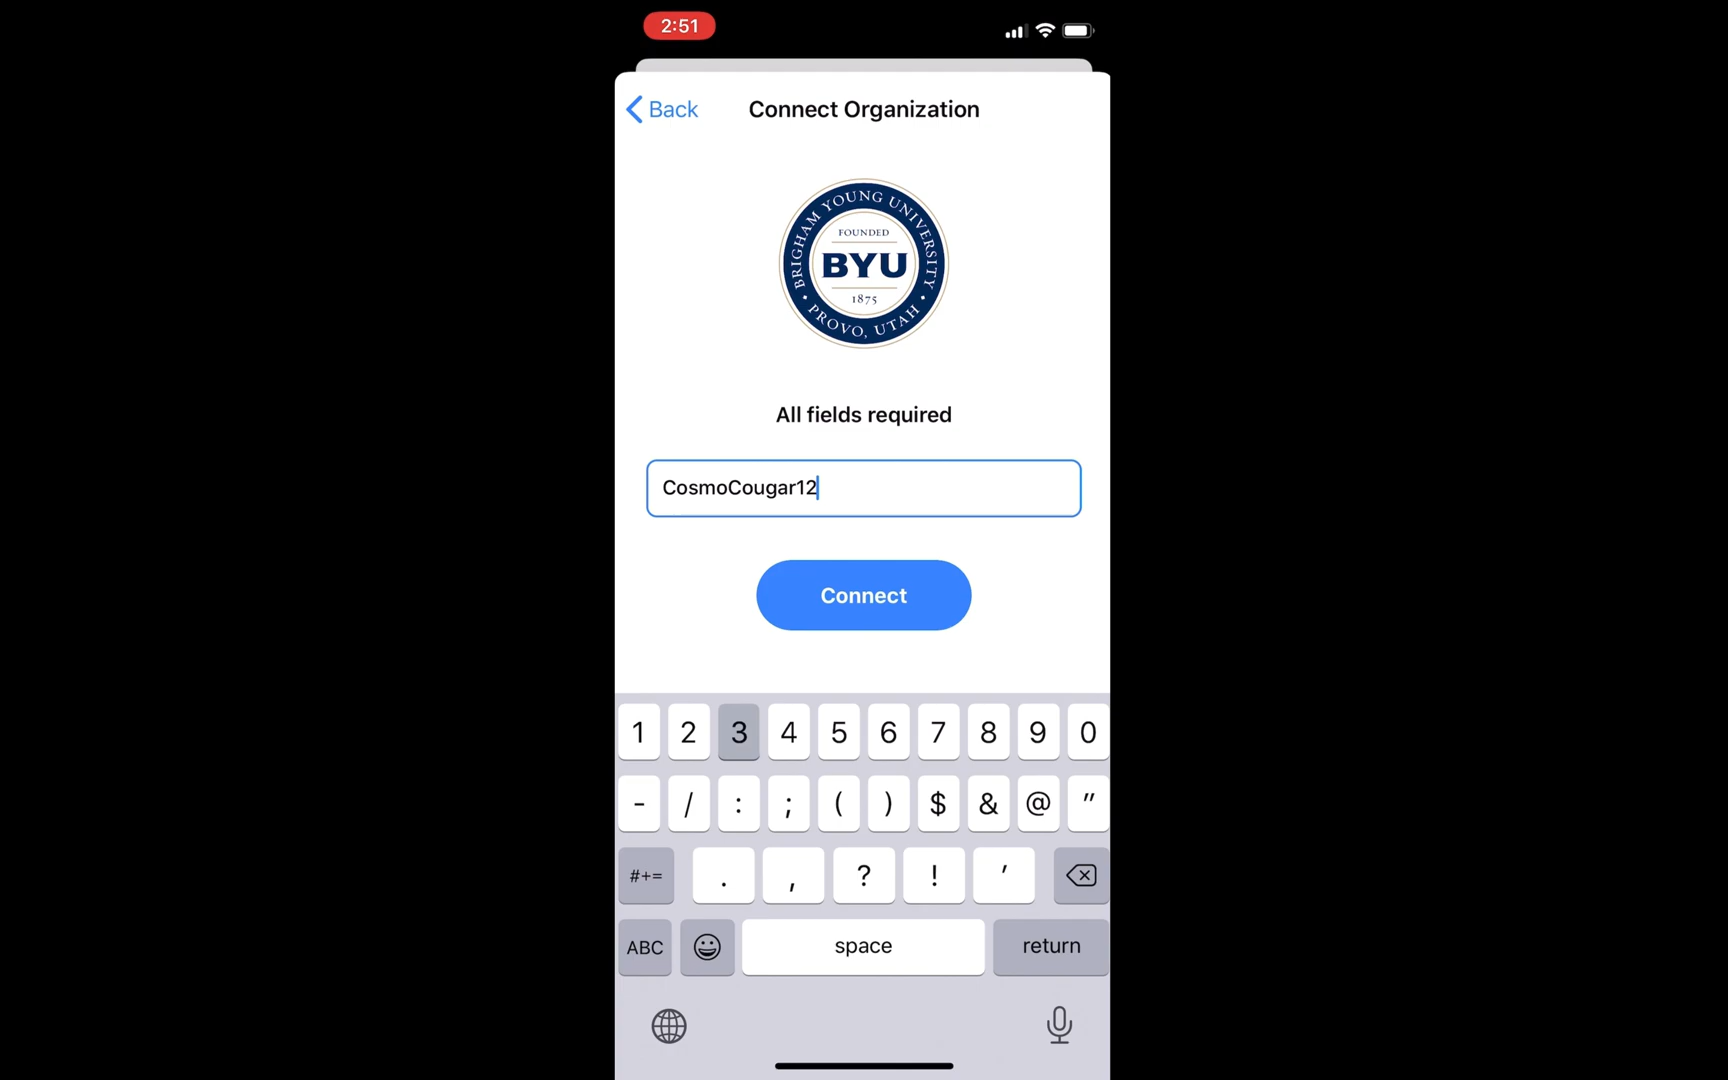 2:51
Back
Connect Organization
BRIGHAM YOUNG UNIVERSITY
FOUNDED
BYU
1875
PROVO, UTAH
All fields required
CosmoCougar12
Connect
1 2 3 4 5 6 7 8 9 0
- / : ; ( ) $ & @ "
#+= . , ? ! '
ABC space return